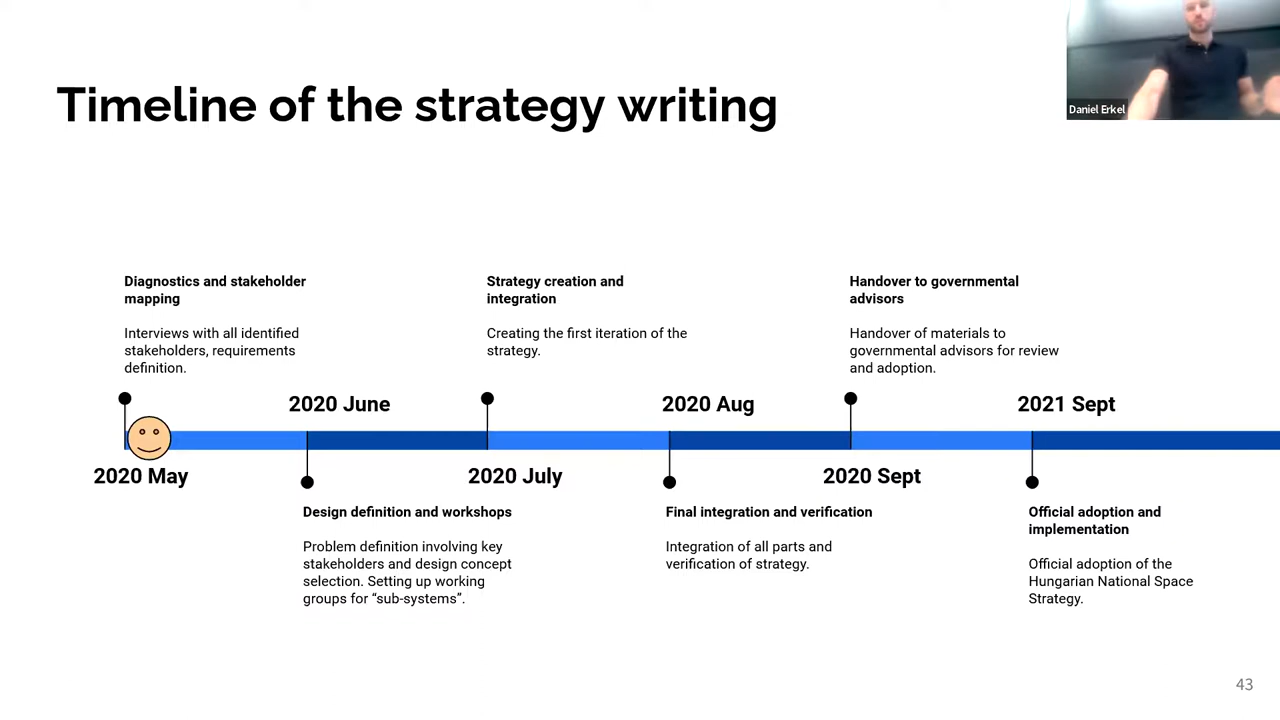 Timeline of the strategy writing
Daniel Erkel
Diagnostics and stakeholder
mapping
Interviews with all identified
stakeholders, requirements
definition.
Strategy creation and
integration
Creating the first iteration of the
strategy.
Handover to governmental
advisors
Handover of materials to
governmental advisors for review
and adoption.
2020 June
2020 Aug
2021 Sept
2020 May
2020 July
2020 Sept
Design definition and workshops
Problem definition involving key
stakeholders and design concept
selection. Setting up working
groups for “sub-systems”.
Final integration and verification
Integration of all parts and
verification of strategy.
Official adoption and
implementation
Official adoption of the
Hungarian National Space
Strategy.
43